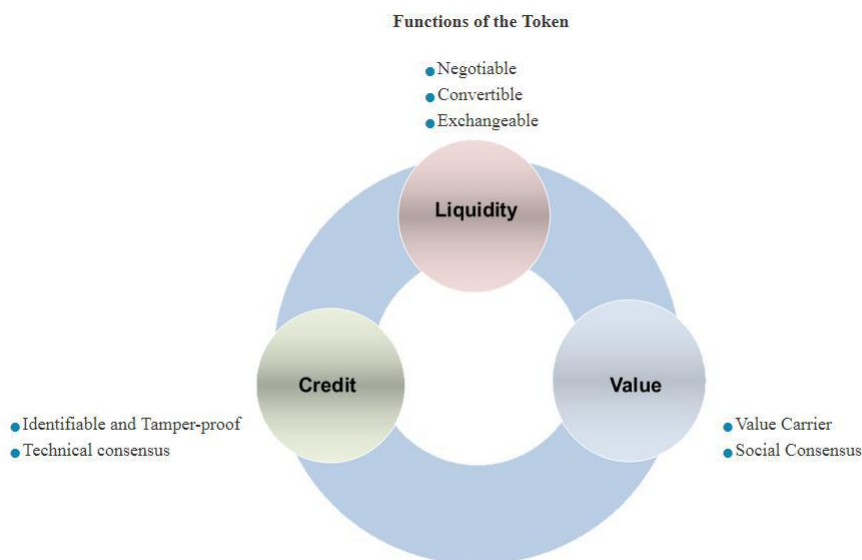 Functions of the Token
Negotiable
Convertible
Exchangeable
Liquidity
Credit
Value
Identifiable and Tamper-proof
Technical consensus
Value Carrier
Social Consensus